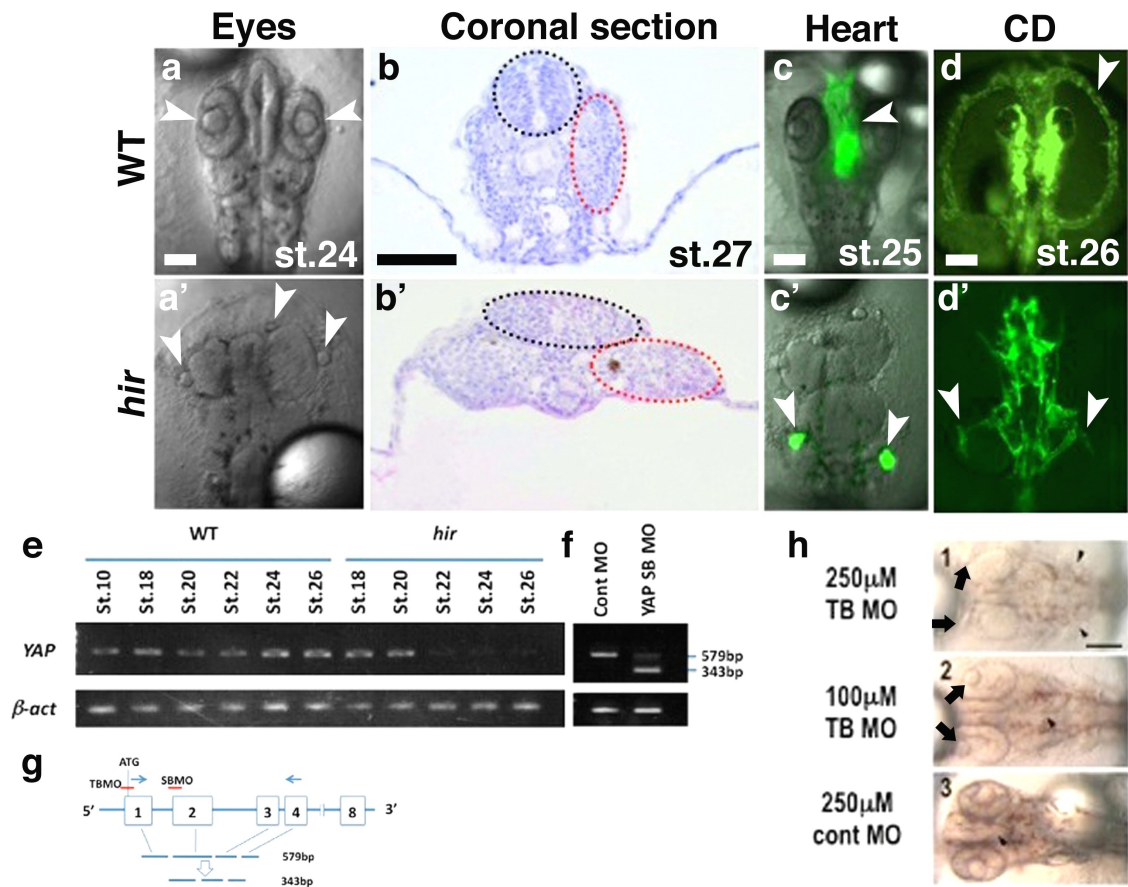 Eyes Coronal section Heart CD
WT
a
b
c
d
st.24
st.27
st.25
st.26
hir
a'
b'
c'
d'
e
WT hir
St.10 St.18 St.20 St.22 St.24 St.26 St.18 St.20 St.22 St.24 St.26
YAP
β-act
f
Cont MO
YAP SB MO
579bp
343bp
g
ATG
TBMO
SBMO
5' 1 2 3 4 8 3'
579bp
343bp
h
250μM
TB MO
1
100μM
TB MO
2
250μM
cont MO
3